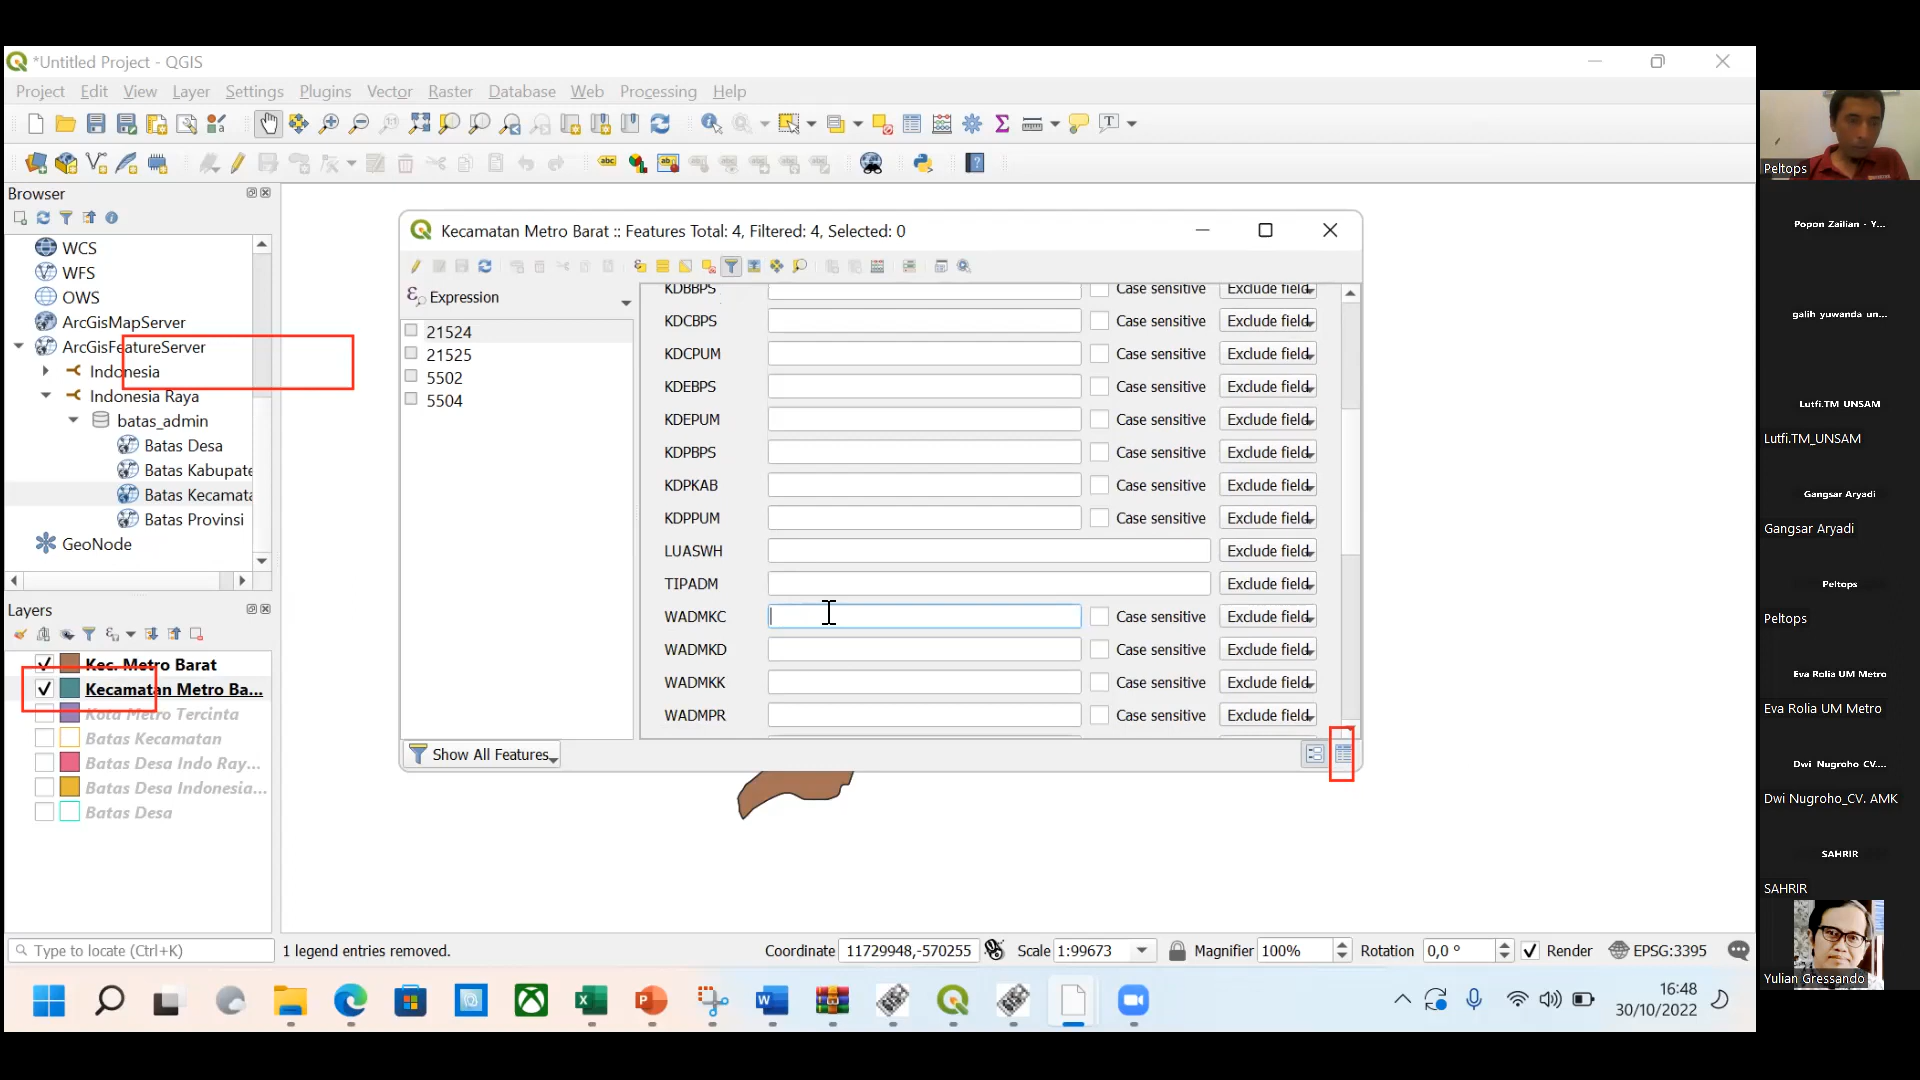 *Untitled Project - QGIS
Project Edit View Layer Settings Plugins Vector Raster Database Web Processing Help
Browser
WCS
WFS
OWS
ArcGisMapServer
ArcGisFeatureServer
Indonesia
Indonesia Raya
batas_admin
Batas Desa
Batas Kabupate
Batas Kecamata
Batas Provinsi
GeoNode
Layers
Kec. Metro Barat
Kecamatan Metro Ba...
Kota Metro Tercinta
Batas Kecamatan
Batas Desa Indo Ray...
Batas Desa Indonesia...
Batas Desa
Kecamatan Metro Barat :: Features Total: 4, Filtered: 4, Selected: 0
Expression
21524
21525
5502
5504
Show All Features
KDBBPS Case sensitive Exclude field
KDCBPS Case sensitive Exclude field
KDCPUM Case sensitive Exclude field
KDEBPS Case sensitive Exclude field
KDEPUM Case sensitive Exclude field
KDPBPS Case sensitive Exclude field
KDPKAB Case sensitive Exclude field
KDPPUM Case sensitive Exclude field
LUASWH Exclude field
TIPADM Exclude field
WADMKC Case sensitive Exclude field
WADMKD Case sensitive Exclude field
WADMKK Case sensitive Exclude field
WADMPR Case sensitive Exclude field
Type to locate (Ctrl+K) 1 legend entries removed. Coordinate 11729948,-570255 Scale 1:99673 Magnifier 100% Rotation 0,0 ° Render EPSG:3395
16:48
30/10/2022
Peltops
Popon Zailian - Y...
galih yuwanda un...
Lutfi.TM UNSAM
Lutfi.TM_UNSAM
Gangsar Aryadi
Gangsar Aryadi
Peltops
Peltops
Eva Rolia UM Metro
Eva Rolia UM Metro
Dwi Nugroho CV....
Dwi Nugroho_CV. AMK
SAHRIR
SAHRIR
Yulian Gressando